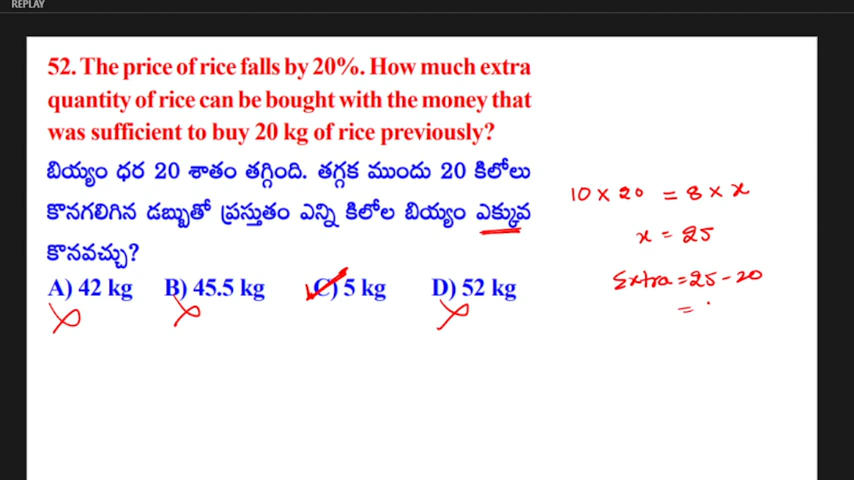 REPLAY
52. The price of rice falls by 20%. How much extra
quantity of rice can be bought with the money that
was sufficient to buy 20 kg of rice previously?
బియ్యం ధర 20 శాతం తగ్గింది. తగ్గక ముందు 20 కిలోలు
కొనగలిగిన డబ్బుతో ప్రస్తుతం ఎన్ని కిలోల బియ్యం ఎక్కువ
కొనవచ్చు?
A) 42 kg B) 45.5 kg C) 5 kg D) 52 kg
10 × 20 = 8 × x
x = 25
Extra = 25 - 20
=